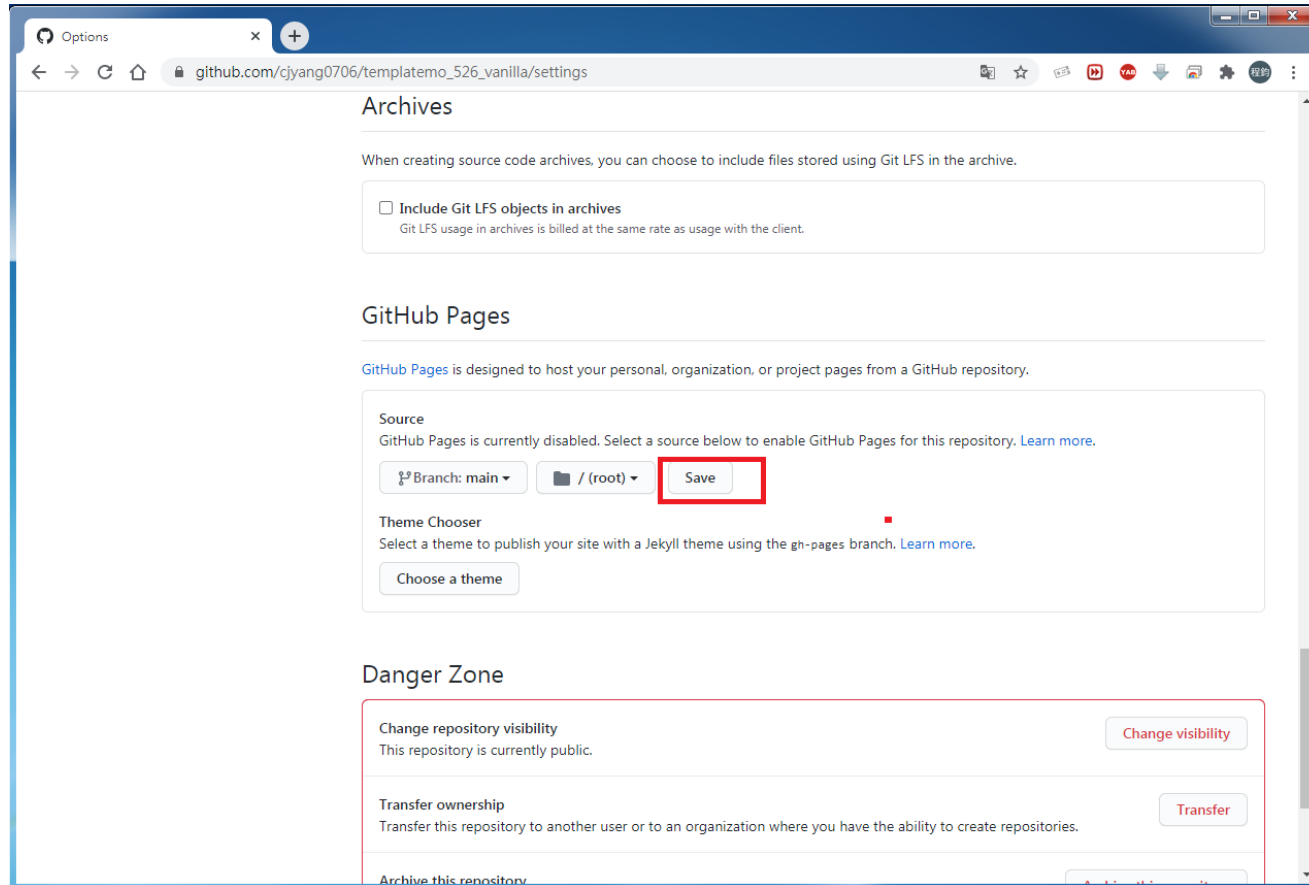 Options
github.com/cjyang0706/templatemo_526_vanilla/settings
YAD
程鈞
Archives
When creating source code archives, you can choose to include files stored using Git LFS in the archive.
Include Git LFS objects in archives
Git LFS usage in archives is billed at the same rate as usage with the client.
GitHub Pages
GitHub Pages is designed to host your personal, organization, or project pages from a GitHub repository.
Source
GitHub Pages is currently disabled. Select a source below to enable GitHub Pages for this repository. Learn more.
Branch: main / (root) Save
Theme Chooser
Select a theme to publish your site with a Jekyll theme using the gh-pages branch. Learn more.
Choose a theme
Danger Zone
Change repository visibility
This repository is currently public.
Change visibility
Transfer ownership
Transfer this repository to another user or to an organization where you have the ability to create repositories.
Transfer
Archive this repository